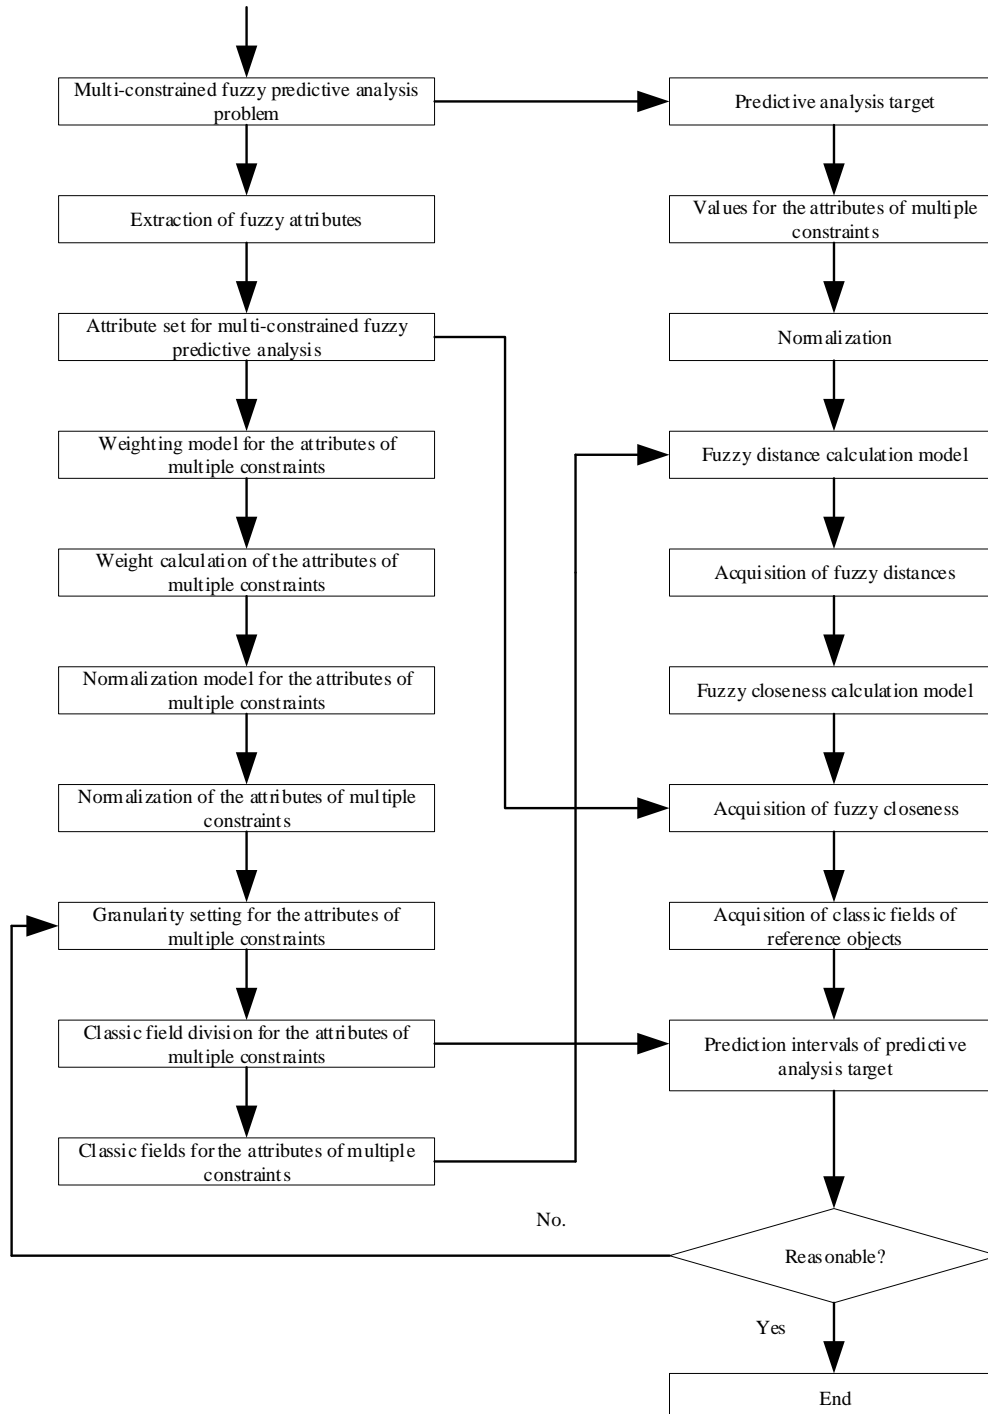 Multi-constrained fuzzy predictive analysis
problem
Extraction of fuzzy attributes
Attribute set for multi-constrained fuzzy
predictive analysis
Weighting model for the attributes of
multiple constraints
Weight calculation of the attributes of
multiple constraints
Normalization model for the attributes of
multiple constraints
Normalization of the attributes of multiple
constraints
Granularity setting for the attributes of
multiple constraints
Classic field division for the attributes of
multiple constraints
Classic fields for the attributes of multiple
constraints
Predictive analysis target
Values for the attributes of multiple
constraints
Normalization
Fuzzy distance calculation model
Acquisition of fuzzy distances
Fuzzy closeness calculation model
Acquisition of fuzzy closeness
Acquisition of classic fields of
reference objects
Prediction intervals of predictive
analysis target
No.
Reasonable?
Yes
End